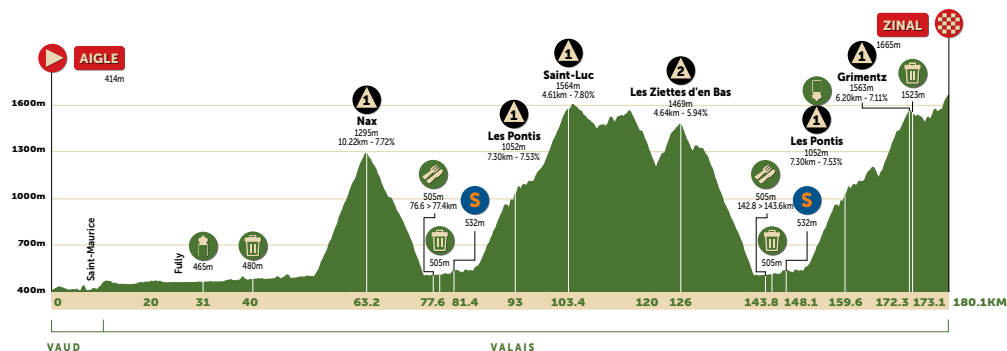 ZINAL
1665m
AIGLE
414m
1
Saint-Luc
1564m
4.61km - 7.80%
1
Grimentz
1563m
6.20km - 7.11%
1523m
2
Les Ziettes d'en Bas
1469m
4.64km - 5.94%
1
Nax
1295m
10.22km - 7.72%
1
Les Pontis
1052m
7.30km - 7.53%
1
Les Pontis
1052m
7.30km - 7.53%
1600m
1300m
1000m
700m
400m
505m
76.6 > 77.4km
S
532m
505m
505m
142.8 > 143.6km
S
532m
505m
Saint-Maurice
Fully
465m
480m
0 20 31 40 63.2 77.6 81.4 93 103.4 120 126 143.8 148.1 159.6 172.3 173.1 180.1KM
VAUD VALAIS